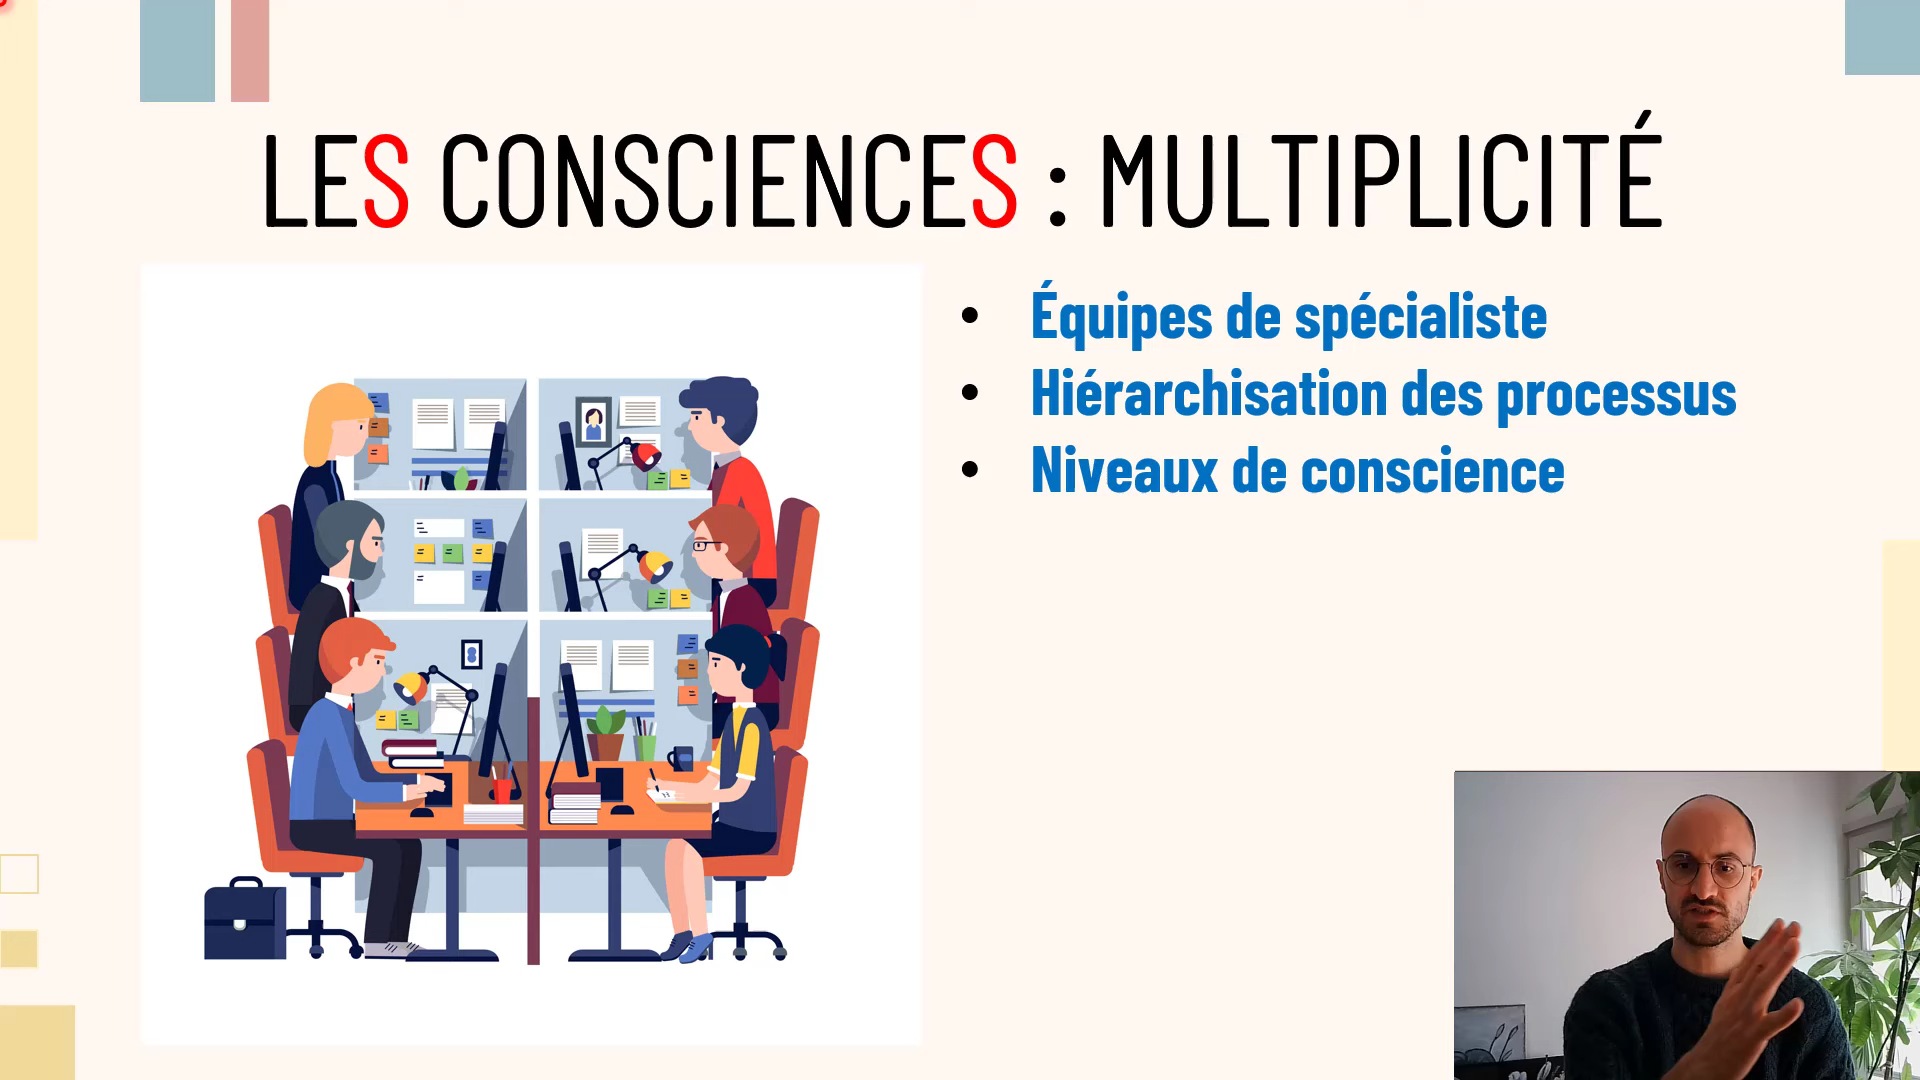 LES CONSCIENCES : MULTIPLICITÉ
• Équipes de spécialiste
• Hiérarchisation des processus
• Niveaux de conscience